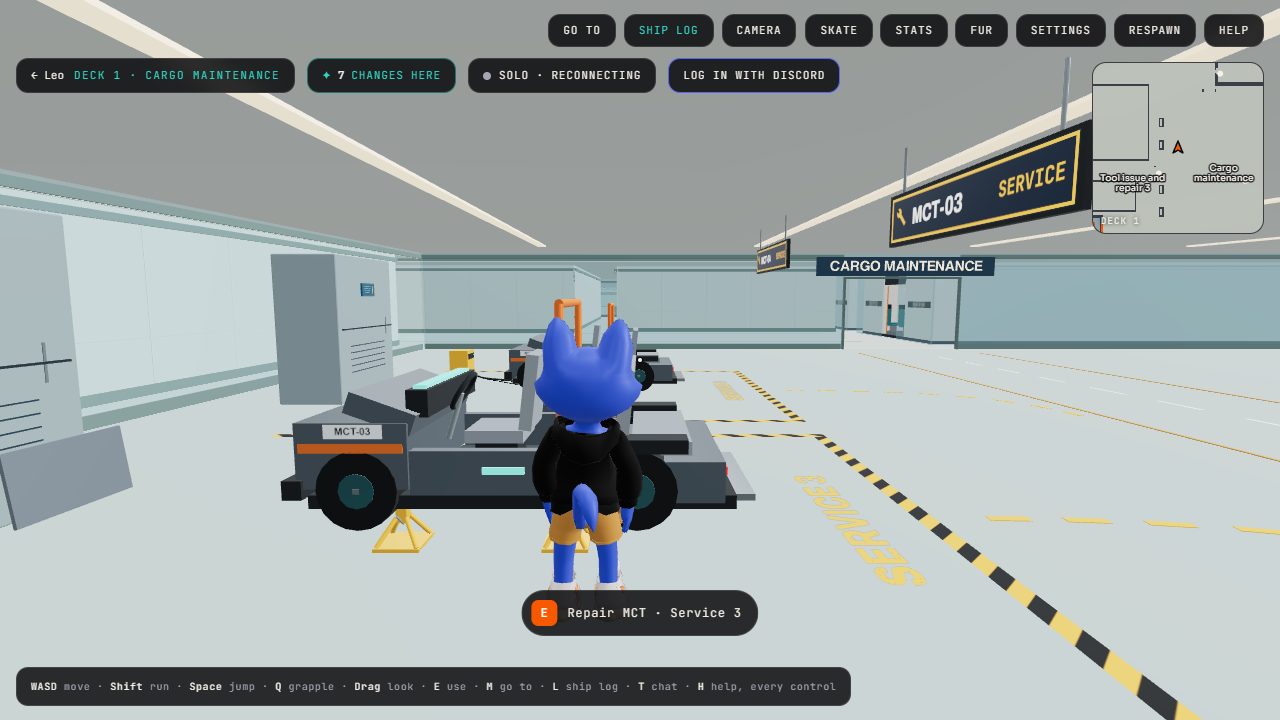 GO TO
SHIP LOG
CAMERA
SKATE
STATS
FUR
SETTINGS
RESPAWN
HELP
← Leo DECK 1 · CARGO MAINTENANCE
✦ 7 CHANGES HERE
SOLO · RECONNECTING
LOG IN WITH DISCORD
Tool issue and
repair 3
Cargo
maintenance
DECK 1
MCT-03 SERVICE
CARGO MAINTENANCE
MCT-03
SERVICE 3
E Repair MCT · Service 3
WASD move · Shift run · Space jump · Q grapple · Drag look · E use · M go to · L ship log · T chat · H help, every control